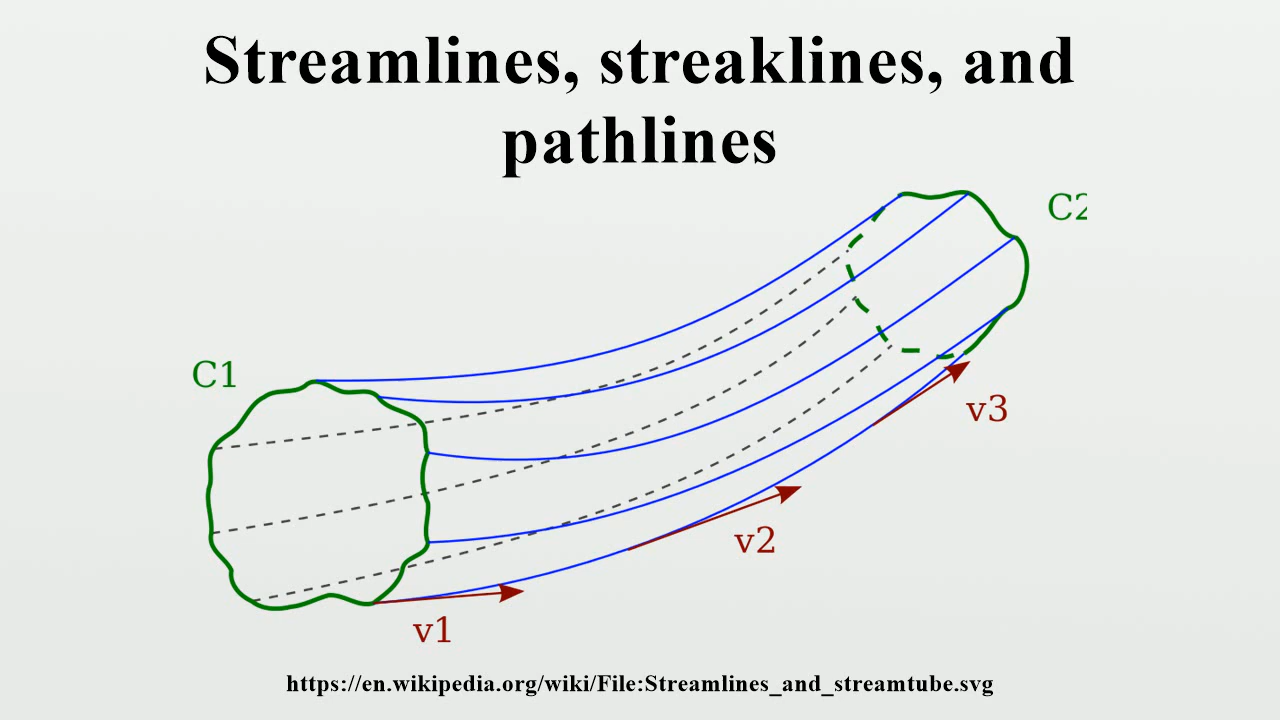 Streamlines, streaklines, and
pathlines
C2
C1
v3
v2
v1
https://en.wikipedia.org/wiki/File:Streamlines_and_streamtube.svg